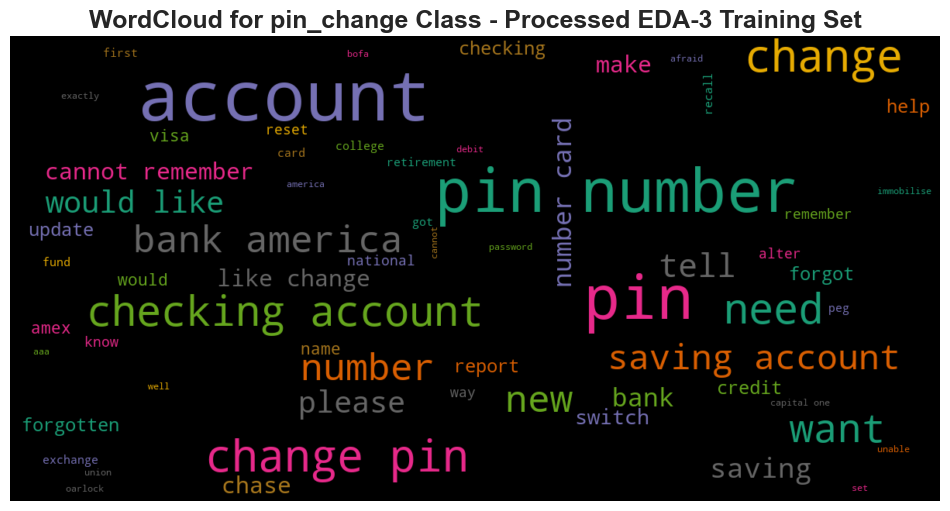 WordCloud for pin_change Class - Processed EDA-3 Training Set
first
bofa
checking
make
afraid
change
exactly
account
recall
help
visa
reset
card
college
debit
number card
cannot remember
america
retirement
pin number
immobilise
would like
update
bank america
got
cannot
password
remember
fund
would
like change
national
tell
alter
forgot
checking account
pin
need
peg
amex
know
aaa
name
number
report
saving account
well
way
please
new
bank
credit
capital one
switch
forgotten
want
unable
exchange
union
oarlock
change pin
chase
saving
set